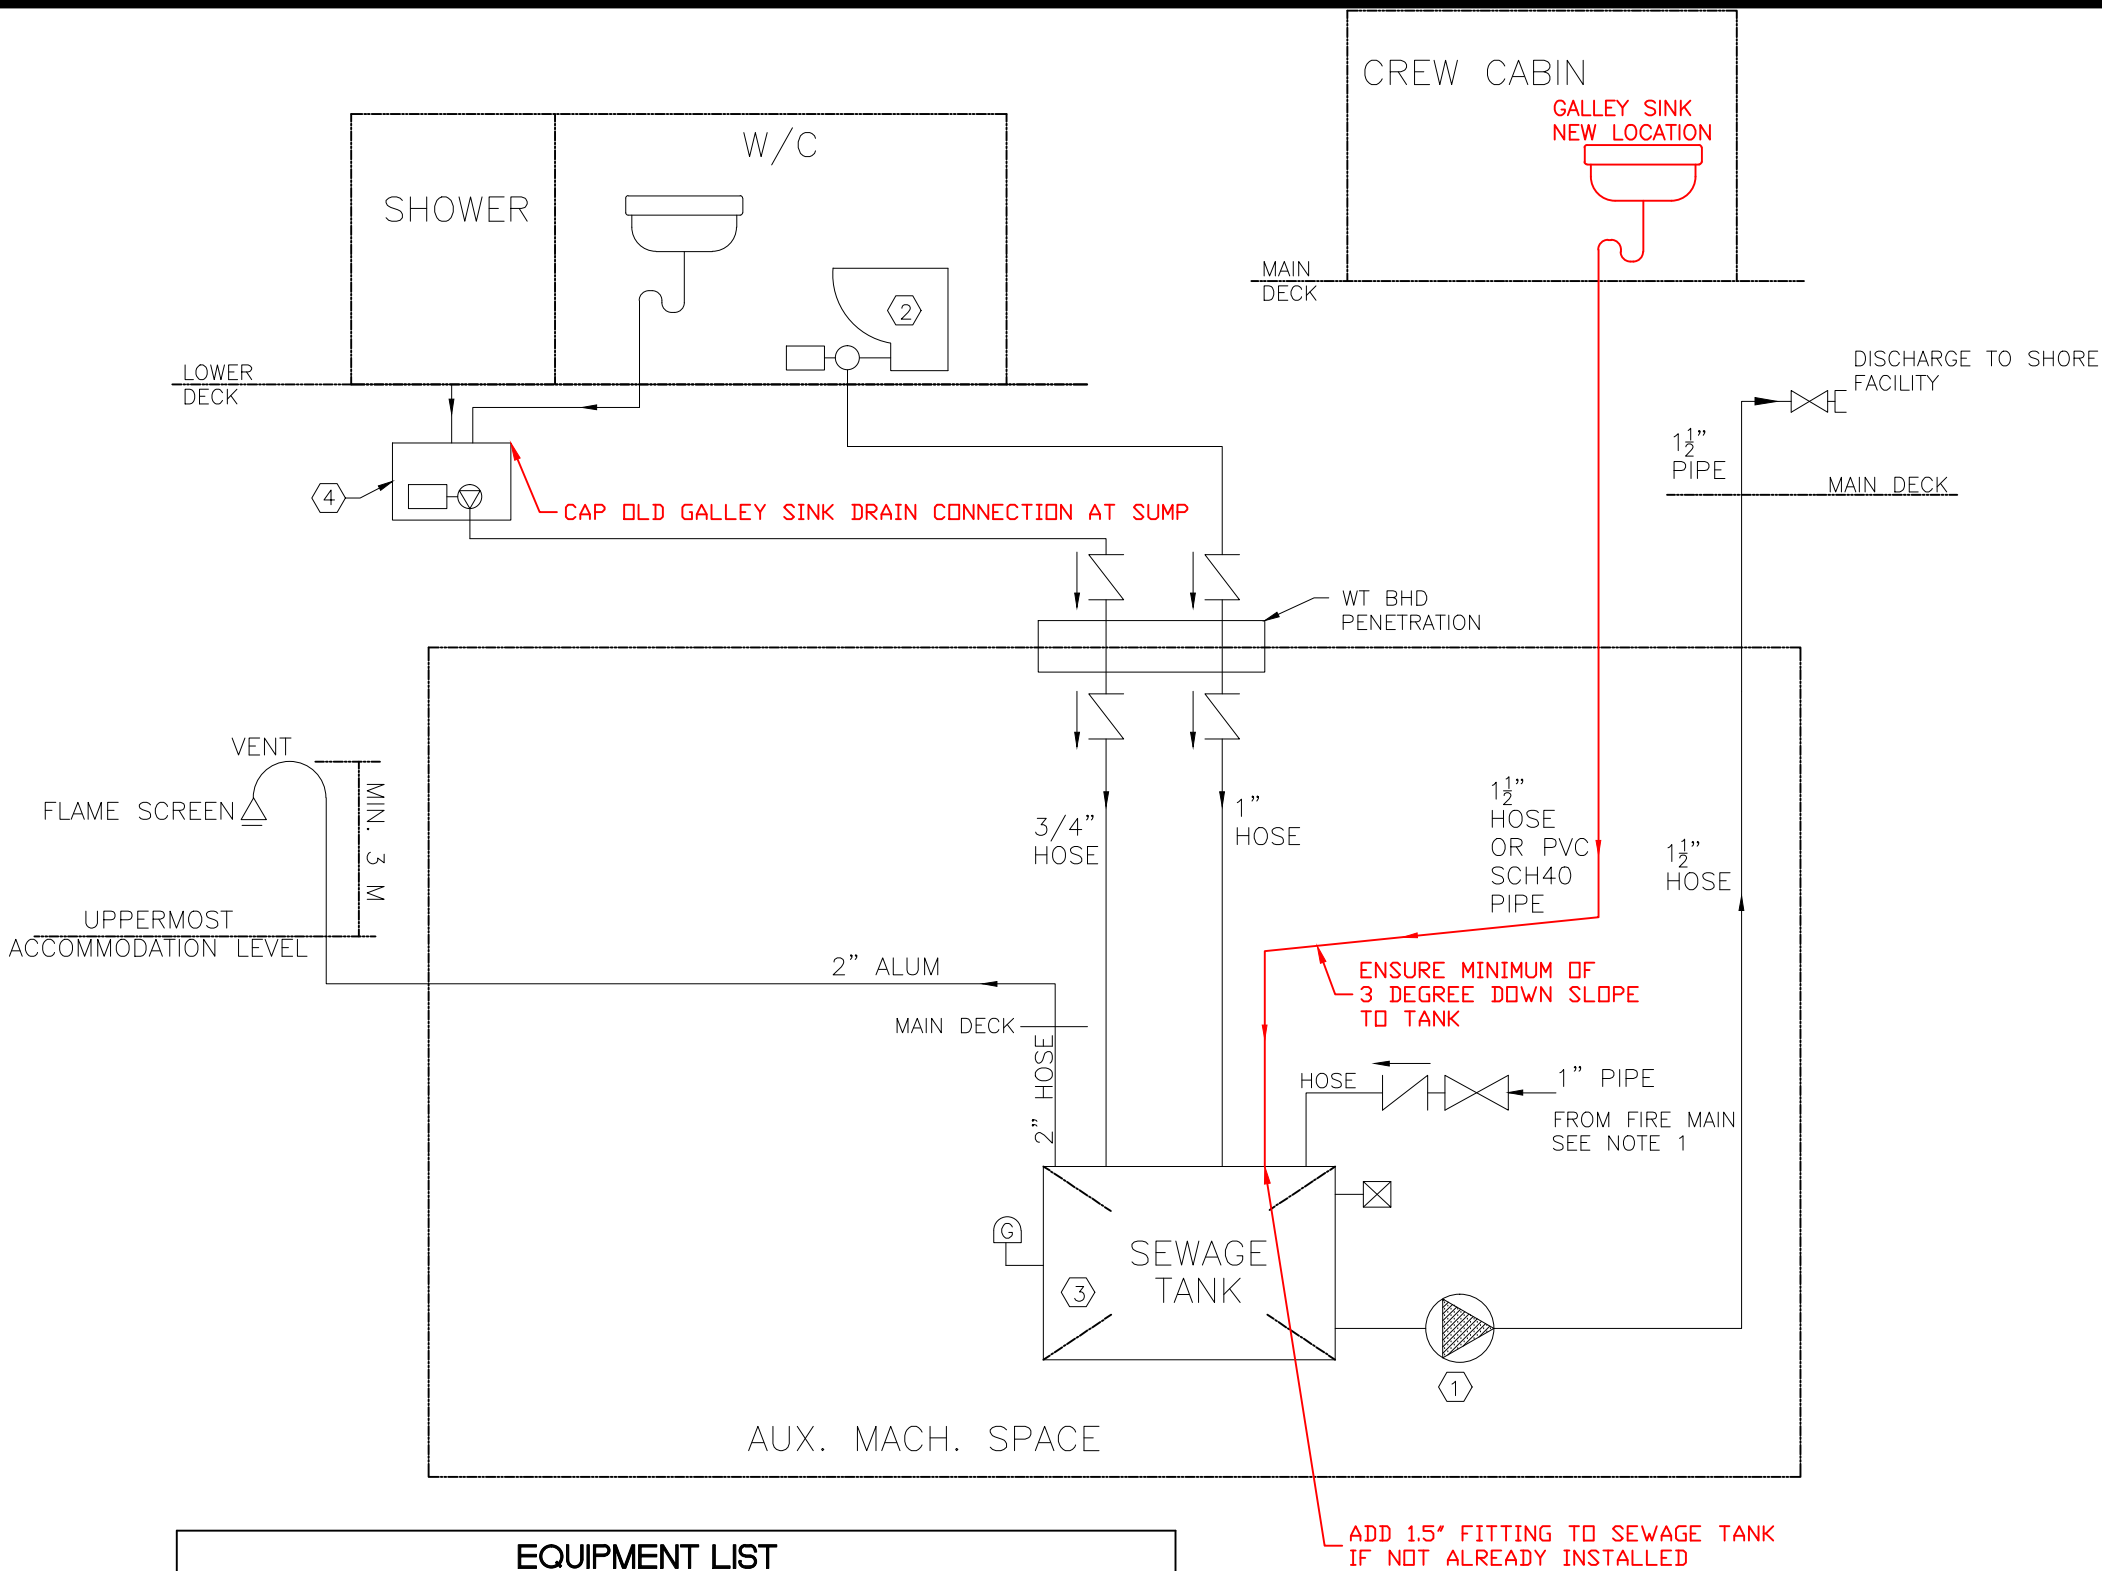 CREW CABIN
GALLEY SINK
NEW LOCATION
W/C
SHOWER
2
MAIN
DECK
LOWER
DECK
DISCHARGE TO SHORE
FACILITY
1½"
PIPE
MAIN DECK
4
CAP OLD GALLEY SINK DRAIN CONNECTION AT SUMP
WT BHD
PENETRATION
VENT
FLAME SCREEN
MIN. 3 M
UPPERMOST
ACCOMMODATION LEVEL
3/4"
HOSE
1"
HOSE
1½"
HOSE
OR PVC
SCH40
PIPE
1½"
HOSE
2" ALUM
MAIN DECK
2" HOSE
ENSURE MINIMUM OF
3 DEGREE DOWN SLOPE
TO TANK
HOSE
1" PIPE
FROM FIRE MAIN
SEE NOTE 1
G
SEWAGE
TANK
3
1
AUX. MACH. SPACE
ADD 1.5" FITTING TO SEWAGE TANK
IF NOT ALREADY INSTALLED
EQUIPMENT LIST